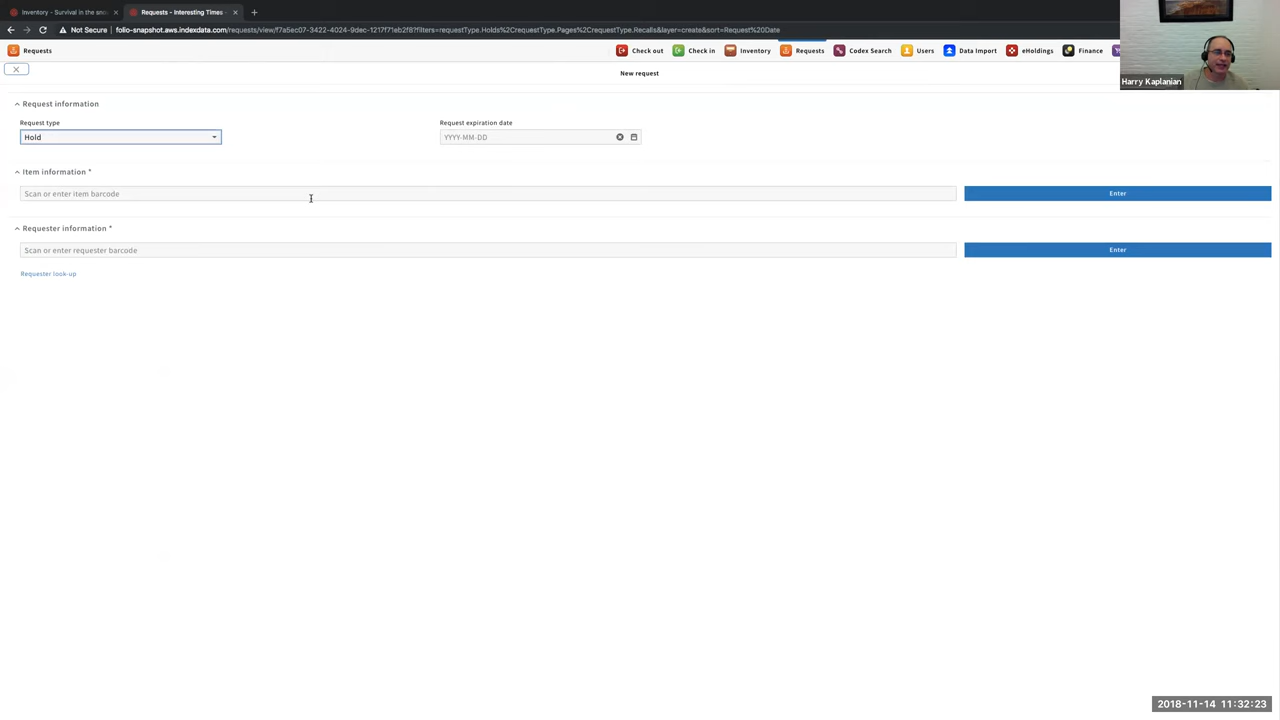 Inventory - Survival in the sno
Requests - Interesting Times -
Not Secure
folio-snapshot.aws.indexdata.com/requests/view/f7a5ec07-3422-4024-9dec-1217f71eb2f8?filters=requestType.Holds%2CrequestType.Pages%2CrequestType.Recalls&layer=create&sort=Request%20Date
Requests
Check out
Check in
Inventory
Requests
Codex Search
Users
Data Import
eHoldings
Finance
Harry Kaplanian
New request
Request information
Request type
Request expiration date
Hold
YYYY-MM-DD
Item information *
Scan or enter item barcode
Enter
Requester information *
Scan or enter requester barcode
Enter
Requester look-up
2018-11-14 11:32:23